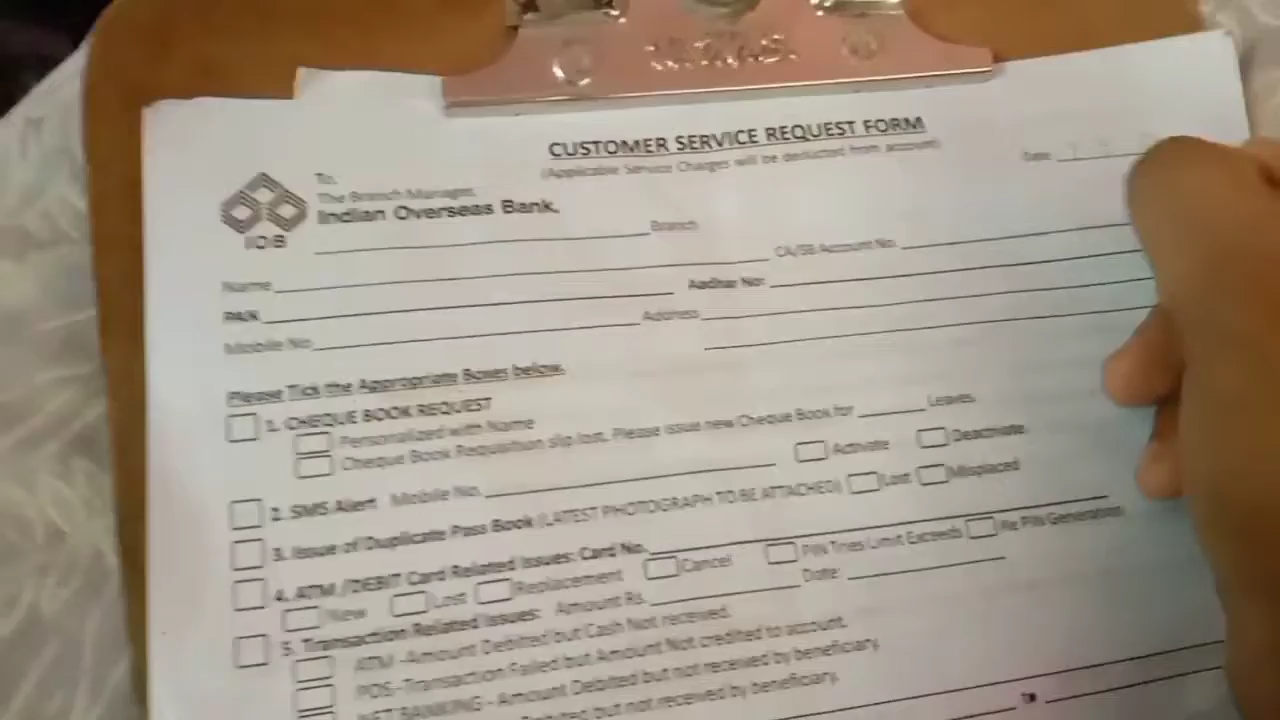 CUSTOMER SERVICE REQUEST FORM
(Applicable Service Charges will be deducted from account)
Date
To,
The Branch Manager,
Indian Overseas Bank,
IOB
Branch
Name CA/SB Account No.
PAN Aadhar No:
Mobile No. Address
Please Tick the Appropriate Boxes below.
1. CHEQUE BOOK REQUEST
Personalized with Name
Cheque Book Requisition slip lost. Please issue new Cheque Book for Leaves
2. SMS Alert Mobile No. Activate Deactivate
3. Issue of Duplicate Pass Book (LATEST PHOTOGRAPH TO BE ATTACHED) Lost Misplaced
4. ATM /DEBIT Card Related Issues: Card No.
New Lost Replacement Cancel PIN Tries Limit Exceeds Re PIN Generation
5. Transaction Related Issues: Amount Rs. Date:
ATM -Amount Debited but Cash Not received.
POS -Transaction Failed but Amount Not credited to account.
NET BANKING - Amount Debited but not received by beneficiary.
Debited but not received by beneficiary.